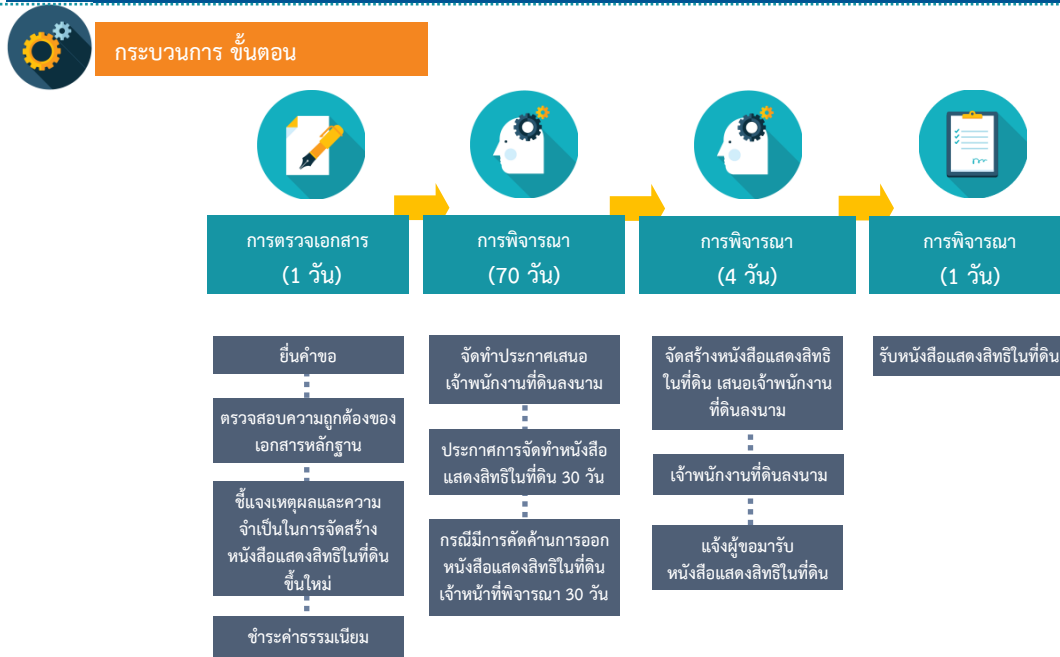 กระบวนการ ขั้นตอน
การตรวจเอกสาร
(1 วัน)
การพิจารณา
(70 วัน)
การพิจารณา
(4 วัน)
การพิจารณา
(1 วัน)
ยื่นคำขอ
ตรวจสอบความถูกต้องของ
เอกสารหลักฐาน
ชี้แจงเหตุผลและความ
จำเป็นในการจัดสร้าง
หนังสือแสดงสิทธิในที่ดิน
ขึ้นใหม่
ชำระค่าธรรมเนียม
จัดทำประกาศเสนอ
เจ้าพนักงานที่ดินลงนาม
ประกาศการจัดทำหนังสือ
แสดงสิทธิในที่ดิน 30 วัน
กรณีมีการคัดค้านการออก
หนังสือแสดงสิทธิในที่ดิน
เจ้าหน้าที่พิจารณา 30 วัน
จัดสร้างหนังสือแสดงสิทธิ
ในที่ดิน เสนอเจ้าพนักงาน
ที่ดินลงนาม
เจ้าพนักงานที่ดินลงนาม
แจ้งผู้ขอมารับ
หนังสือแสดงสิทธิในที่ดิน
รับหนังสือแสดงสิทธิในที่ดิน